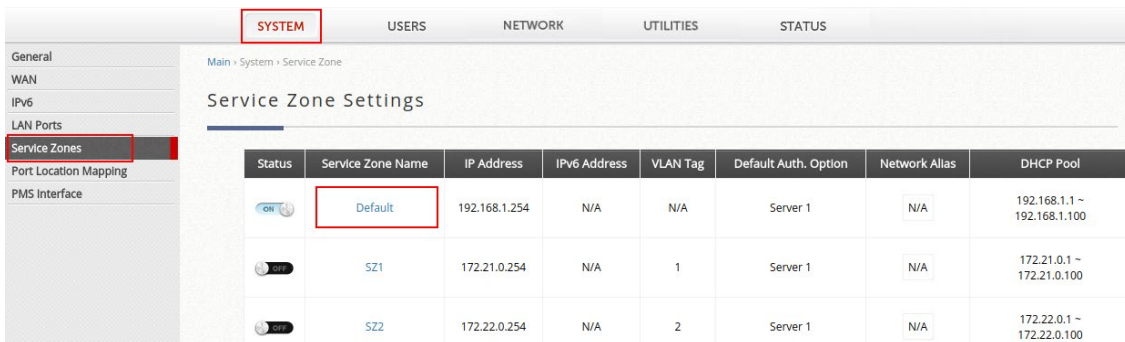 SYSTEM USERS NETWORK UTILITIES STATUS
General
WAN
IPv6
LAN Ports
Service Zones
Port Location Mapping
PMS Interface
Main › System › Service Zone
Service Zone Settings
Status Service Zone Name IP Address IPv6 Address VLAN Tag Default Auth. Option Network Alias DHCP Pool
ON Default 192.168.1.254 N/A N/A Server 1 N/A 192.168.1.1 ~
192.168.1.100
OFF SZ1 172.21.0.254 N/A 1 Server 1 N/A 172.21.0.1 ~
172.21.0.100
OFF SZ2 172.22.0.254 N/A 2 Server 1 N/A 172.22.0.1 ~
172.22.0.100